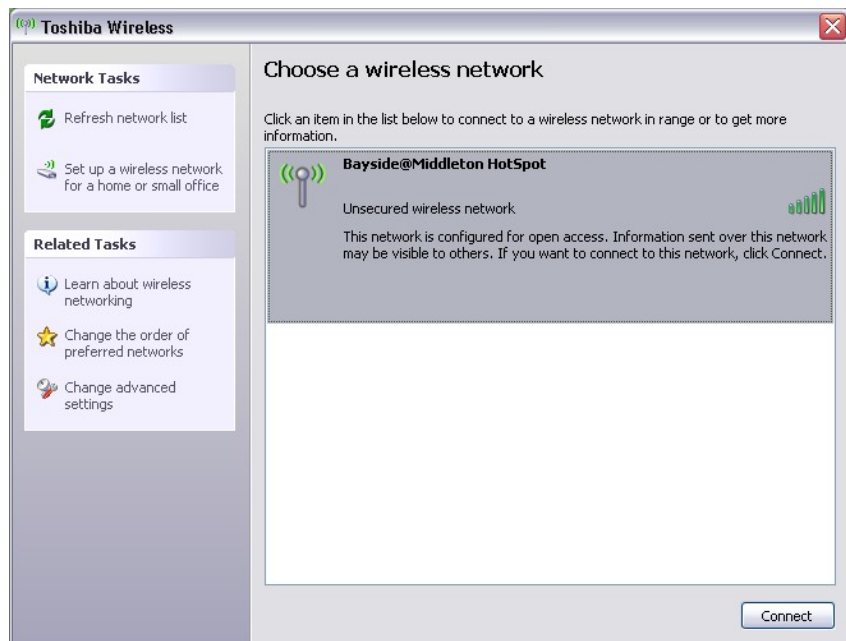 Toshiba Wireless
Network Tasks
Refresh network list
Set up a wireless network
for a home or small office
Related Tasks
Learn about wireless
networking
Change the order of
preferred networks
Change advanced
settings
Choose a wireless network
Click an item in the list below to connect to a wireless network in range or to get more
information.
Bayside@Middleton HotSpot
Unsecured wireless network
This network is configured for open access. Information sent over this network
may be visible to others. If you want to connect to this network, click Connect.
Connect